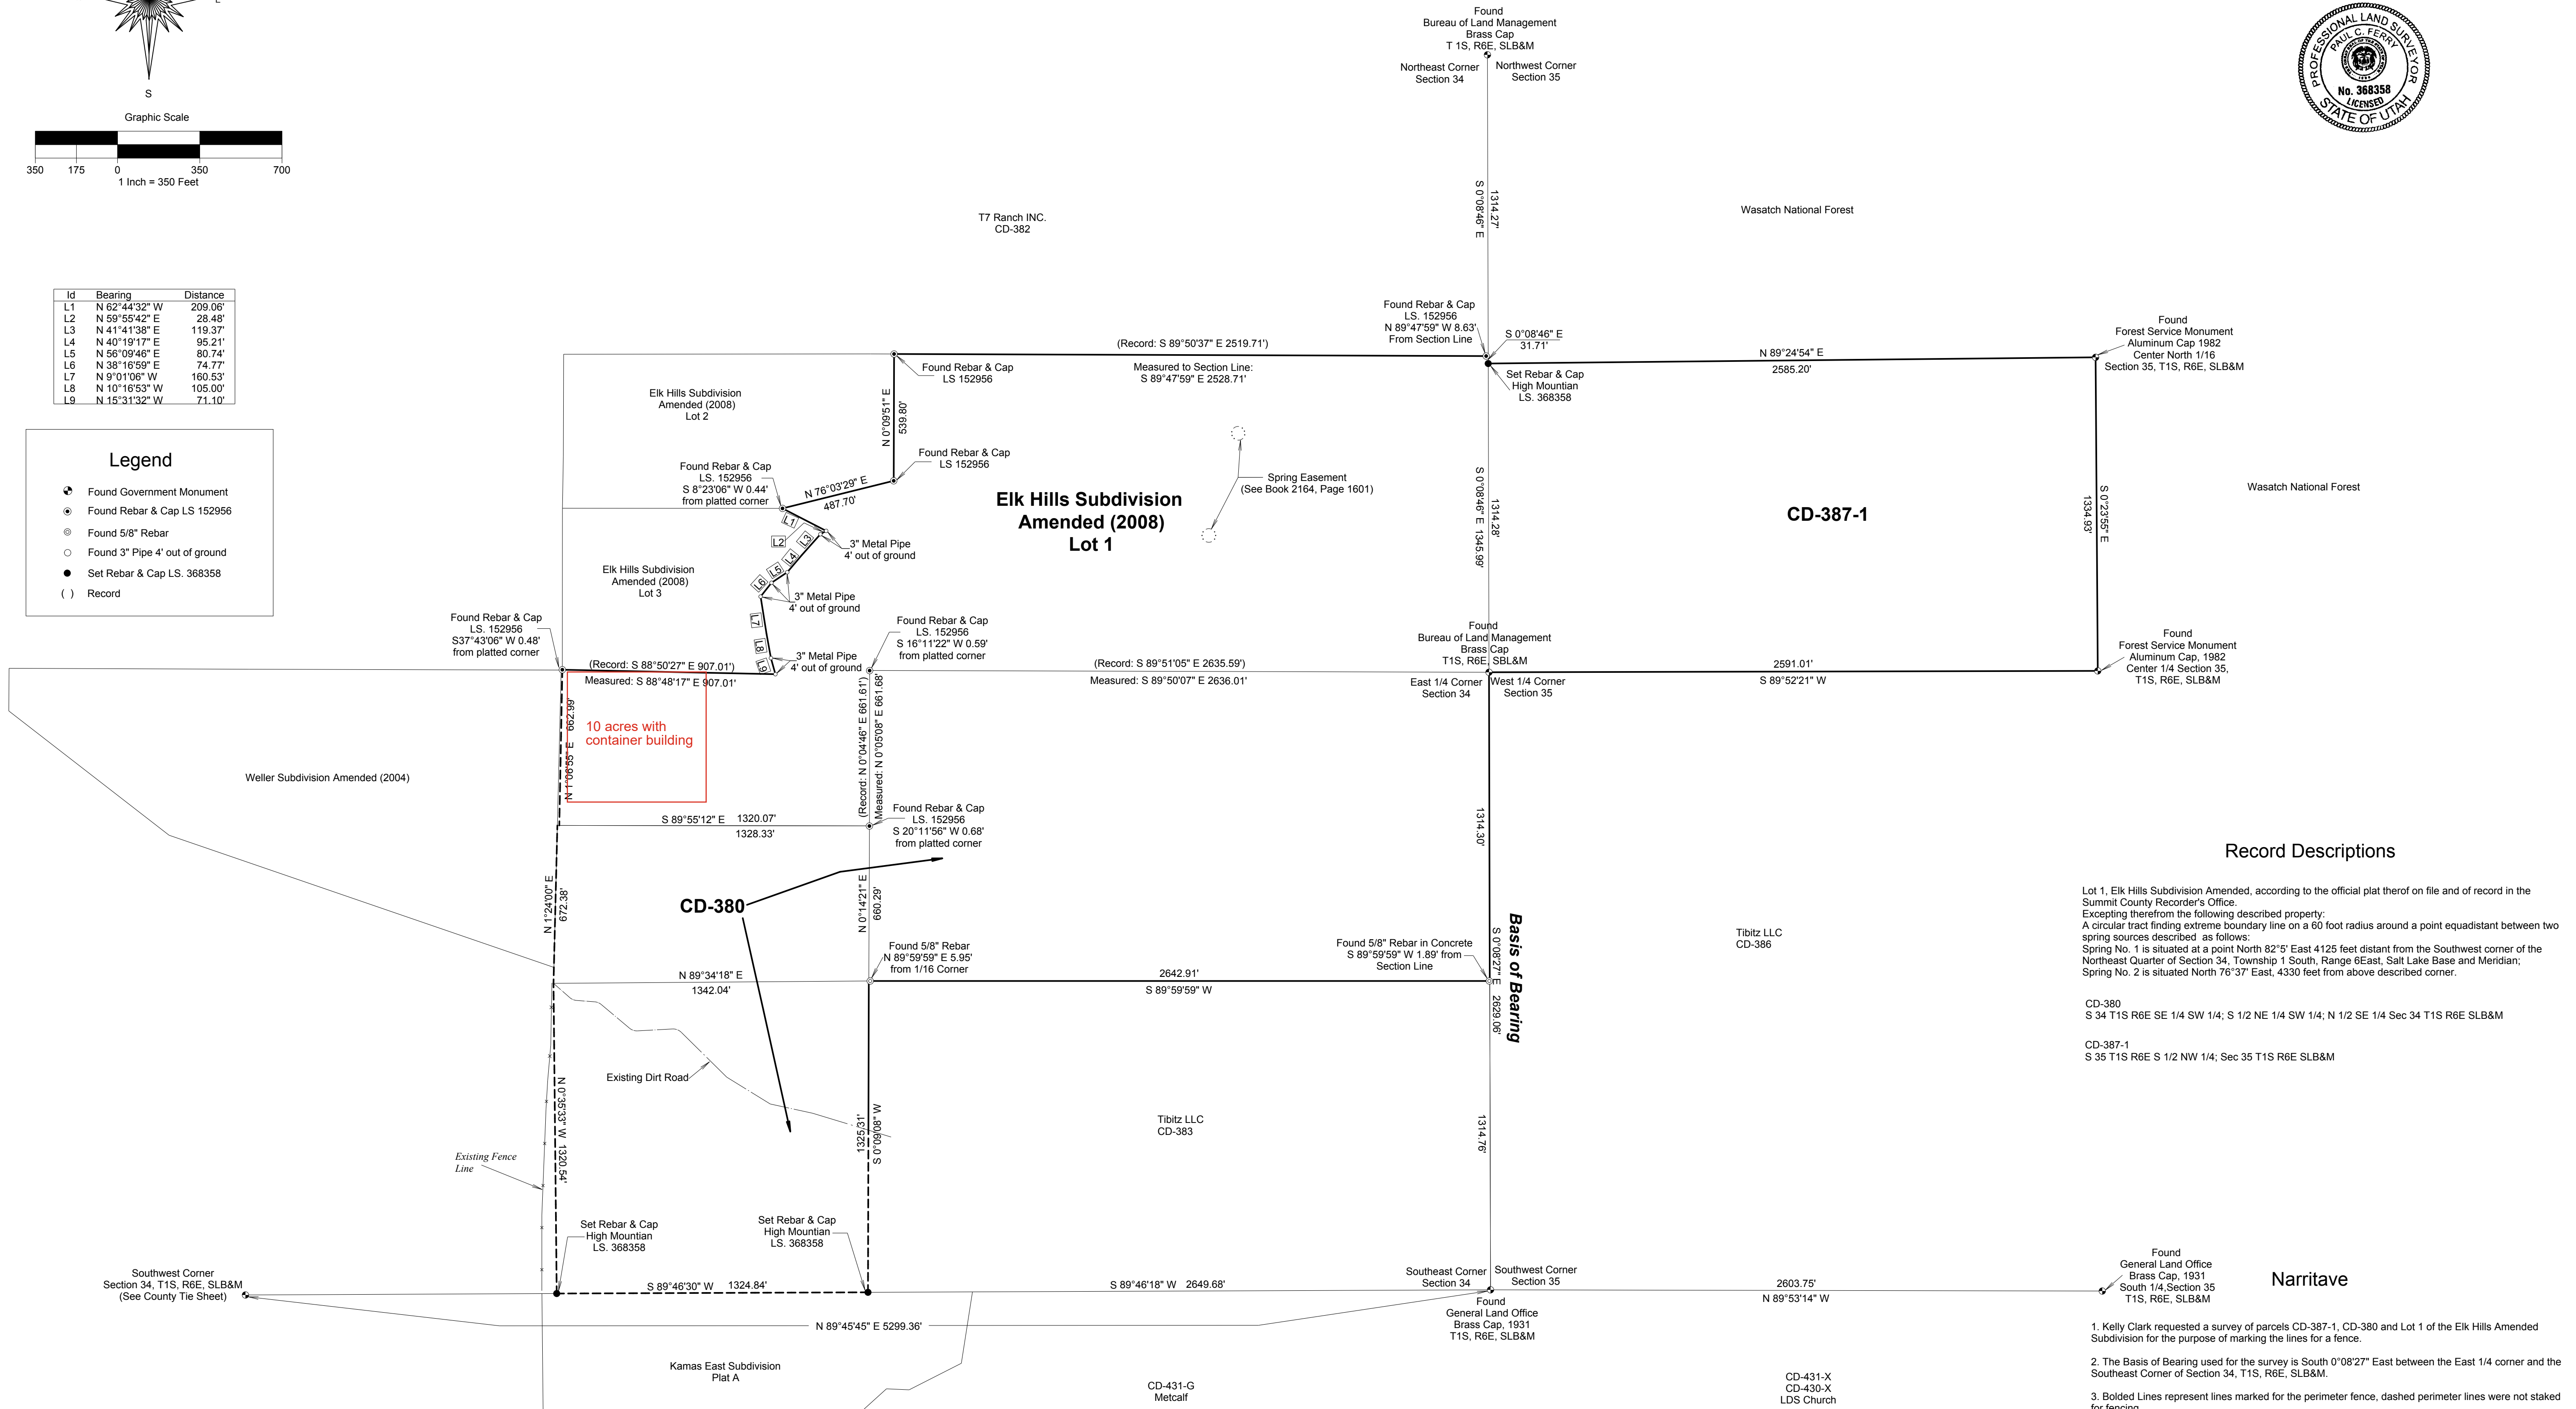 S
Graphic Scale
350 175 0 350 700
1 Inch = 350 Feet
PROFESSIONAL LAND SURVEYOR
PAUL C. FERRY
No. 368358
LICENSED
STATE OF UTAH
Found
Bureau of Land Management
Brass Cap
T 1S, R6E, SLB&M
Northeast Corner
Section 34
Northwest Corner
Section 35
S 0°08'46" E
1314.27'
T7 Ranch INC.
CD-382
Wasatch National Forest
Id Bearing Distance
L1 N 62°44'32" W 209.06'
L2 N 59°55'42" E 28.48'
L3 N 41°41'38" E 119.37'
L4 N 40°19'17" E 95.21'
L5 N 56°09'46" E 80.74'
L6 N 38°16'59" E 74.77'
L7 N 9°01'06" W 160.53'
L8 N 10°16'53" W 105.00'
L9 N 15°31'32" W 71.10'
Legend
Found Government Monument
Found Rebar & Cap LS 152956
Found 5/8" Rebar
Found 3" Pipe 4' out of ground
Set Rebar & Cap LS. 368358
( ) Record
Found Rebar & Cap
LS. 152956
N 89°47'59" W 8.63'
From Section Line
S 0°08'46" E
31.71'
(Record: S 89°50'37" E 2519.71')
Measured to Section Line:
S 89°47'59" E 2528.71'
Found Rebar & Cap
LS 152956
Set Rebar & Cap
High Mountian
LS. 368358
N 89°24'54" E
2585.20'
Found
Forest Service Monument
Aluminum Cap 1982
Center North 1/16
Section 35, T1S, R6E, SLB&M
Elk Hills Subdivision
Amended (2008)
Lot 2
N 0°09'51" E
539.80'
Found Rebar & Cap
LS 152956
Found Rebar & Cap
LS. 152956
S 8°23'06" W 0.44'
from platted corner
N 76°03'29" E
487.70'
Elk Hills Subdivision
Amended (2008)
Lot 1
Spring Easement
(See Book 2164, Page 1601)
S 0°08'46" E 1345.99'
1314.28'
CD-387-1
S 0°23'55" E
1334.93'
Wasatch National Forest
L1
L2
L3
L4
L5
L6
L7
L8
L9
3" Metal Pipe
4' out of ground
3" Metal Pipe
4' out of ground
3" Metal Pipe
4' out of ground
Elk Hills Subdivision
Amended (2008)
Lot 3
Found Rebar & Cap
LS. 152956
S37°43'06" W 0.48'
from platted corner
Found Rebar & Cap
LS. 152956
S 16°11'22" W 0.59'
from platted corner
(Record: S 88°50'27" E 907.01')
Measured: S 88°48'17" E 907.01'
(Record: S 89°51'05" E 2635.59')
Measured: S 89°50'07" E 2636.01'
Found
Bureau of Land Management
Brass Cap
T1S, R6E, SBL&M
East 1/4 Corner
Section 34
West 1/4 Corner
Section 35
2591.01'
S 89°52'21" W
Found
Forest Service Monument
Aluminum Cap, 1982
Center 1/4 Section 35,
T1S, R6E, SLB&M
10 acres with
container building
N 1°06'55" E 662.99'
(Record: N 0°04'46" E 661.61')
Measured: N 0°05'08" E 661.68'
Weller Subdivision Amended (2004)
S 89°55'12" E 1320.07'
1328.33'
Found Rebar & Cap
LS. 152956
S 20°11'56" W 0.68'
from platted corner
1314.30'
CD-380
N 1°24'00" E
672.38'
N 0°14'21" E
660.29'
Found 5/8" Rebar
N 89°59'59" E 5.95'
from 1/16 Corner
Found 5/8" Rebar in Concrete
S 89°59'59" W 1.89' from
Section Line
N 89°34'18" E
1342.04'
2642.91'
S 89°59'59" W
S 0°08'27" E 2629.06'
Basis of Bearing
Tibitz LLC
CD-386
Existing Dirt Road
N 0°35'33" W 1320.54'
1325.31'
S 0°09'08" W
Tibitz LLC
CD-383
1314.76'
Existing Fence
Line
Set Rebar & Cap
High Mountian
LS. 368358
Set Rebar & Cap
High Mountian
LS. 368358
Southwest Corner
Section 34, T1S, R6E, SLB&M
(See County Tie Sheet)
S 89°46'30" W 1324.84'
S 89°46'18" W 2649.68'
N 89°45'45" E 5299.36'
Southeast Corner
Section 34
Southwest Corner
Section 35
Found
General Land Office
Brass Cap, 1931
T1S, R6E, SLB&M
2603.75'
N 89°53'14" W
Found
General Land Office
Brass Cap, 1931
South 1/4,Section 35
T1S, R6E, SLB&M
Kamas East Subdivision
Plat A
CD-431-G
Metcalf
CD-431-X
CD-430-X
LDS Church
Record Descriptions
Lot 1, Elk Hills Subdivision Amended, according to the official plat therof on file and of record in the
Summit County Recorder's Office.
Excepting therefrom the following described property:
A circular tract finding extreme boundary line on a 60 foot radius around a point equadistant between two
spring sources described as follows:
Spring No. 1 is situated at a point North 82°5' East 4125 feet distant from the Southwest corner of the
Northeast Quarter of Section 34, Township 1 South, Range 6East, Salt Lake Base and Meridian;
Spring No. 2 is situated North 76°37' East, 4330 feet from above described corner.
CD-380
S 34 T1S R6E SE 1/4 SW 1/4; S 1/2 NE 1/4 SW 1/4; N 1/2 SE 1/4 Sec 34 T1S R6E SLB&M
CD-387-1
S 35 T1S R6E S 1/2 NW 1/4; Sec 35 T1S R6E SLB&M
Narritave
1. Kelly Clark requested a survey of parcels CD-387-1, CD-380 and Lot 1 of the Elk Hills Amended
Subdivision for the purpose of marking the lines for a fence.
2. The Basis of Bearing used for the survey is South 0°08'27" East between the East 1/4 corner and the
Southeast Corner of Section 34, T1S, R6E, SLB&M.
3. Bolded Lines represent lines marked for the perimeter fence, dashed perimeter lines were not staked
for fencing